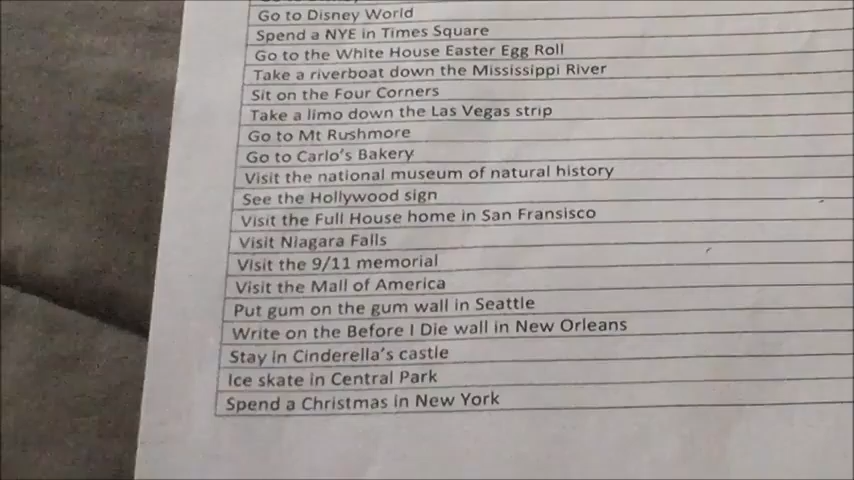 Go to Disney World
Spend a NYE in Times Square
Go to the White House Easter Egg Roll
Take a riverboat down the Mississippi River
Sit on the Four Corners
Take a limo down the Las Vegas strip
Go to Mt Rushmore
Go to Carlo's Bakery
Visit the national museum of natural history
See the Hollywood sign
Visit the Full House home in San Fransisco
Visit Niagara Falls
Visit the 9/11 memorial
Visit the Mall of America
Put gum on the gum wall in Seattle
Write on the Before I Die wall in New Orleans
Stay in Cinderella's castle
Ice skate in Central Park
Spend a Christmas in New York